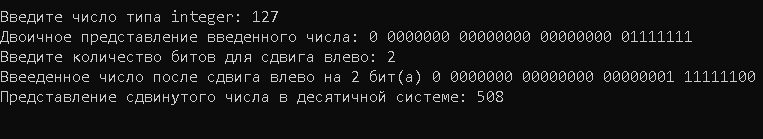 Введите число типа integer: 127
Двоичное представление введенного числа: 0 0000000 00000000 00000000 01111111
Введите количество битов для сдвига влево: 2
Ввееденное число после сдвига влево на 2 бит(а) 0 0000000 00000000 00000001 11111100
Представление сдвинутого числа в десятичной системе: 508